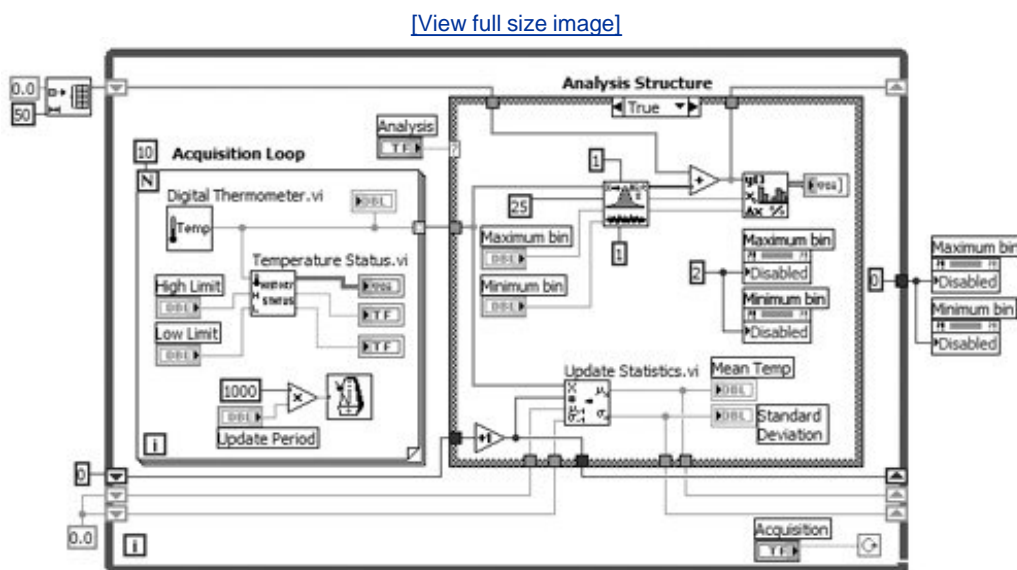 [View full size image]
Analysis Structure
True
0.0
50
Analysis
TF
10
N
Acquisition Loop
1
Digital Thermometer.vi
DBL
25
Temp
Maximum bin
DBL
1
Temperature Status.vi
Minimum bin
DBL
High Limit
DBL
HISTORY
STATUS
TF
Low Limit
DBL
TF
2
Maximum bin
Disabled
Minimum bin
Disabled
0
Maximum bin
Disabled
Minimum bin
Disabled
1000
DBL
Update Period
i
Update Statistics.vi
Mean Temp
DBL
DBL
Standard
Deviation
+1
0
0.0
i
Acquisition
TF